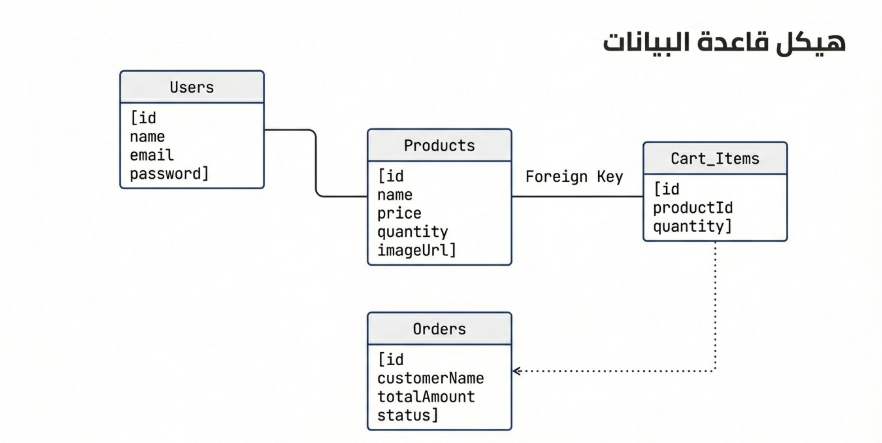 هيكل قاعدة البيانات
Users
[id
name
email
password]
Products
[id
name
price
quantity
imageUrl]
Foreign Key
Cart_Items
[id
productId
quantity]
Orders
[id
customerName
totalAmount
status]